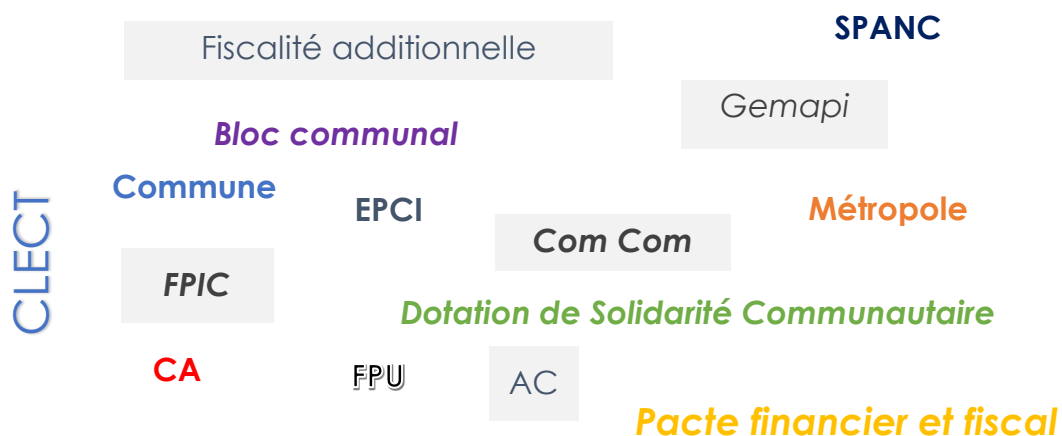 SPANC
Fiscalité additionnelle
Gemapi
Bloc communal
Commune
EPCI
Métropole
CLECT
Com Com
FPIC
Dotation de Solidarité Communautaire
CA
FPU
AC
Pacte financier et fiscal